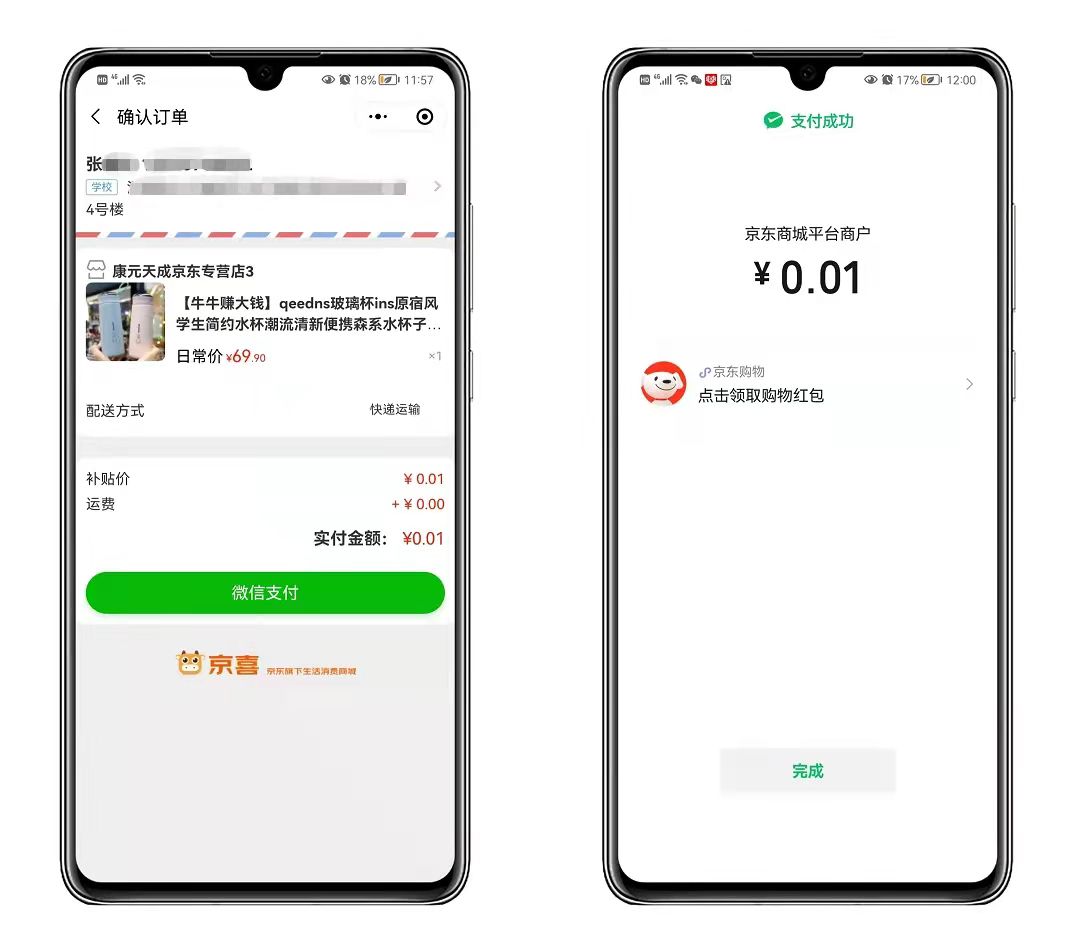 HD 4G 18% 11:57
确认订单
张
学校
4号楼
康元天成京东专营店3
【牛牛赚大钱】qeedns玻璃杯ins原宿风
学生简约水杯潮流清新便携森系水杯子...
日常价 ¥69.90 ×1
配送方式 快递运输
补贴价 ¥ 0.01
运费 + ¥ 0.00
实付金额： ¥0.01
微信支付
京喜 京东旗下生活消费商城
HD 4G 17% 12:00
支付成功
京东商城平台商户
¥ 0.01
京东购物
点击领取购物红包
完成